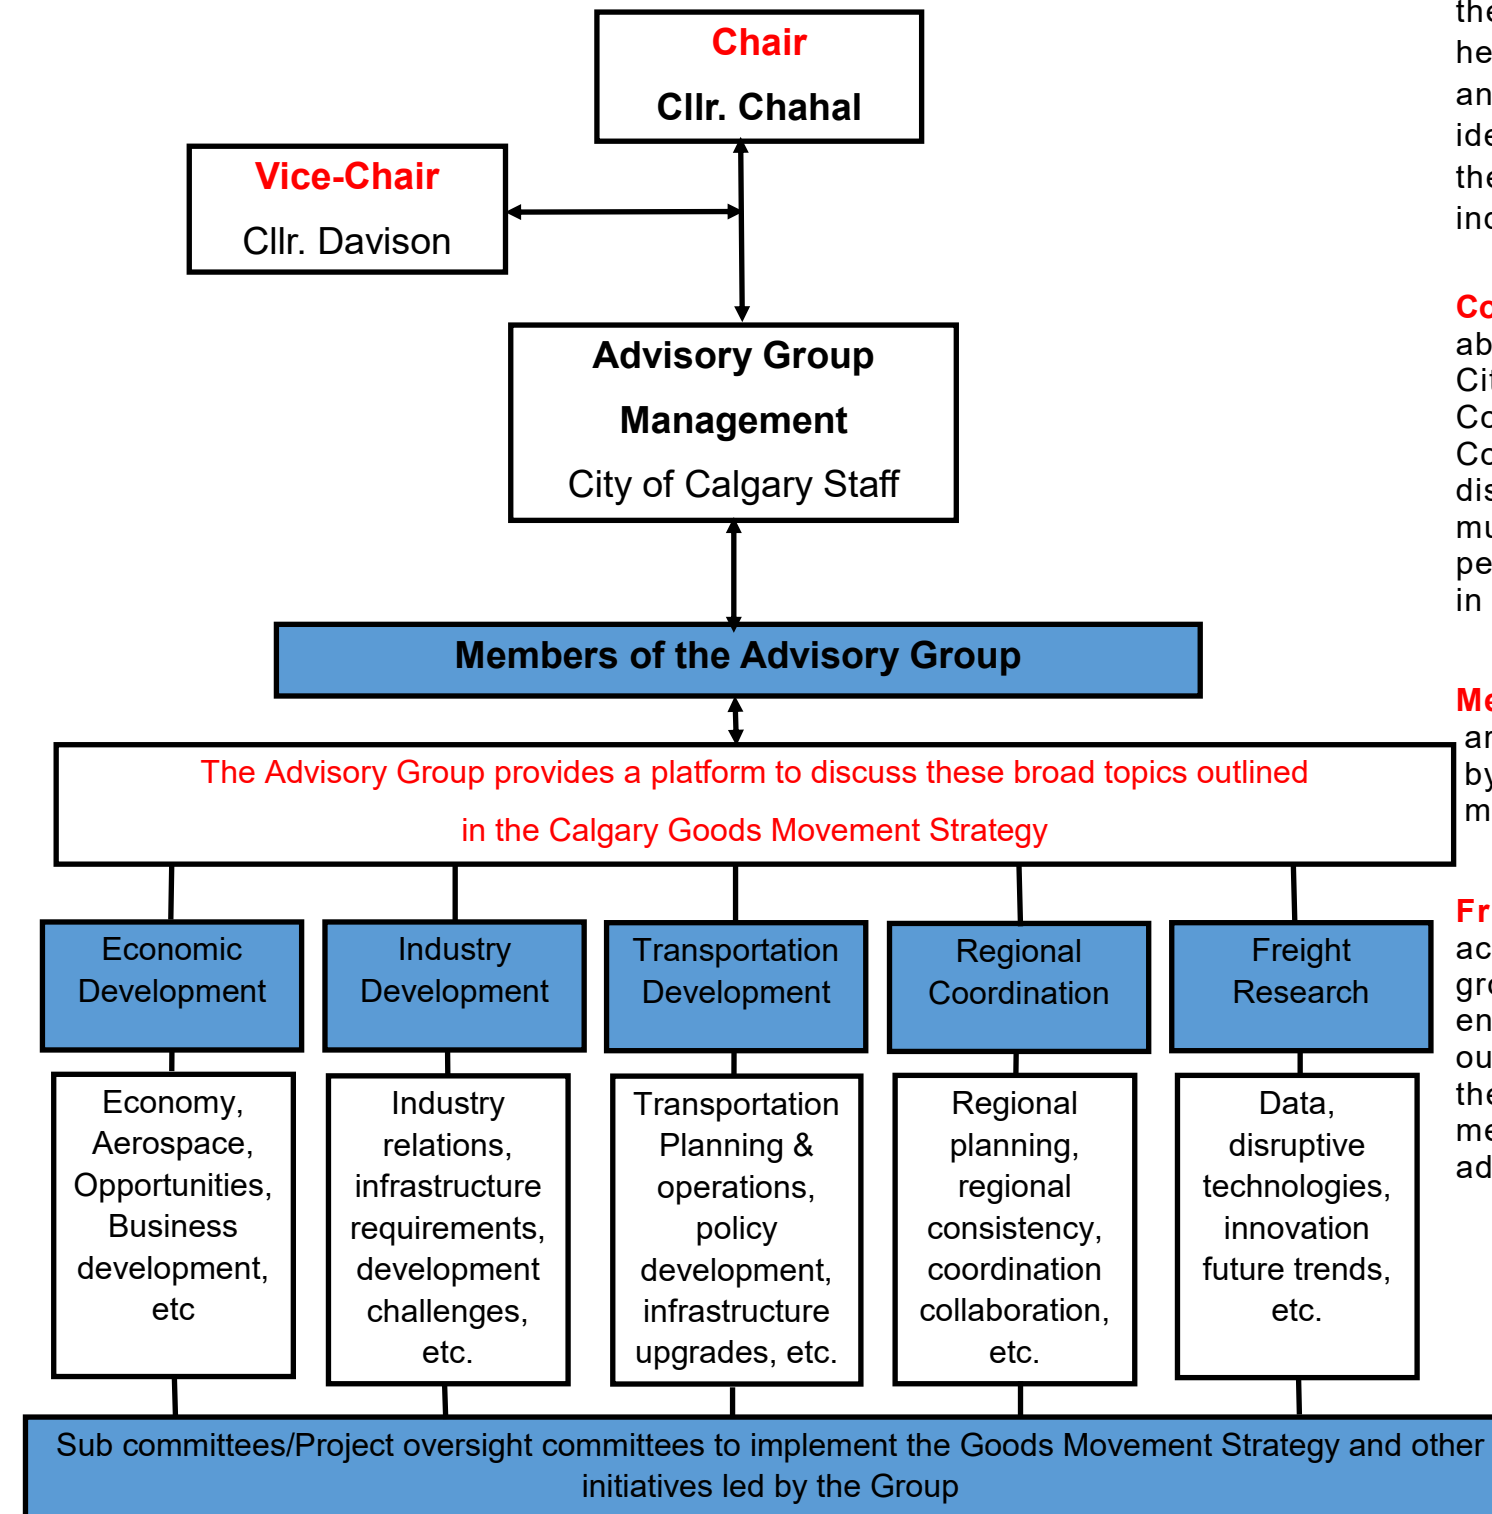 Chair
Cllr. Chahal
Vice-Chair
Cllr. Davison
Advisory Group
Management
City of Calgary Staff
Members of the Advisory Group
The Advisory Group provides a platform to discuss these broad topics outlined
in the Calgary Goods Movement Strategy
Economic
Development
Industry
Development
Transportation
Development
Regional
Coordination
Freight
Research
Economy,
Aerospace,
Opportunities,
Business
development,
etc
Industry
relations,
infrastructure
requirements,
development
challenges,
etc.
Transportation
Planning &
operations,
policy
development,
infrastructure
upgrades, etc.
Regional
planning,
regional
consistency,
coordination
collaboration,
etc.
Data,
disruptive
technologies,
innovation
future trends,
etc.
Sub committees/Project oversight committees to implement the Goods Movement Strategy and other
initiatives led by the Group
in
by